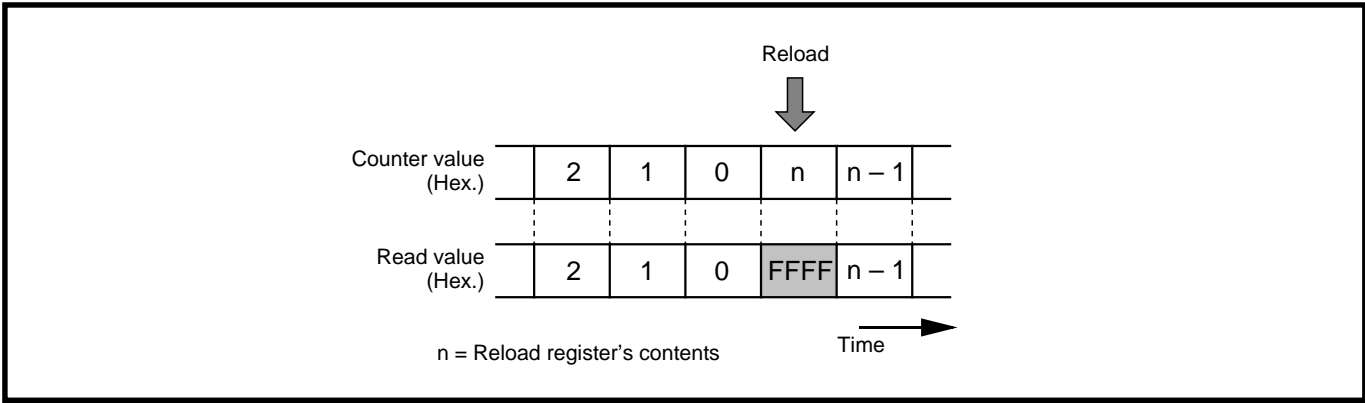 Reload
Counter value
(Hex.)
2 1 0 n n – 1
Read value
(Hex.)
2 1 0 FFFF n – 1
Time
n = Reload register's contents